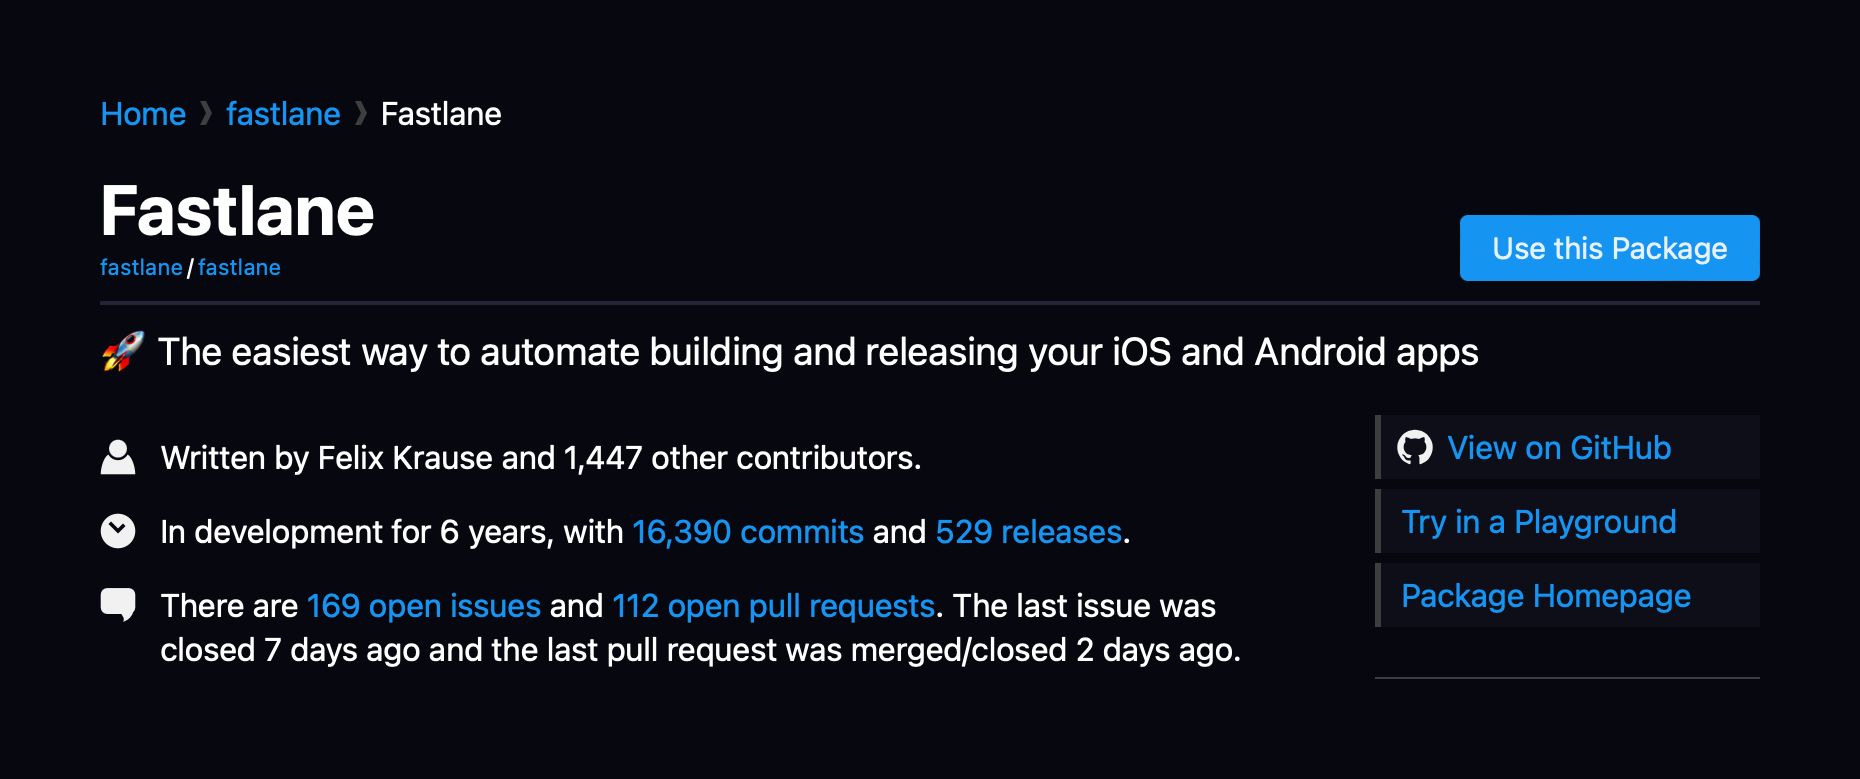 Home › fastlane › Fastlane
Fastlane
fastlane/fastlane
Use this Package
🚀 The easiest way to automate building and releasing your iOS and Android apps
Written by Felix Krause and 1,447 other contributors.
In development for 6 years, with 16,390 commits and 529 releases.
There are 169 open issues and 112 open pull requests. The last issue was
closed 7 days ago and the last pull request was merged/closed 2 days ago.
View on GitHub
Try in a Playground
Package Homepage